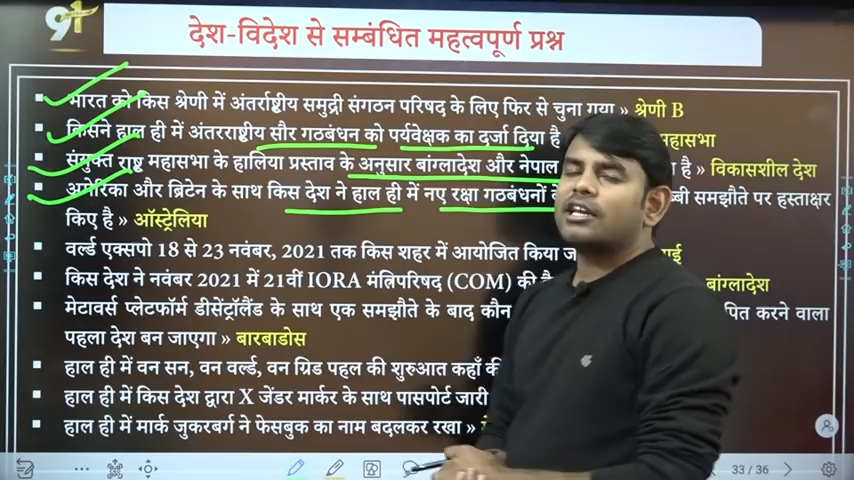 देश-विदेश से सम्बंधित महत्वपूर्ण प्रश्न
भारत को किस श्रेणी में अंतर्राष्ट्रीय समुद्री संगठन परिषद के लिए फिर से चुना गया » श्रेणी B
किसने हाल ही में अंतरराष्ट्रीय सौर गठबंधन को पर्यवेक्षक का दर्जा दिया है महासभा
संयुक्त राष्ट्र महासभा के हालिया प्रस्ताव के अनुसार बांग्लादेश और नेपाल है » विकासशील देश
अमेरिका और ब्रिटेन के साथ किस देश ने हाल ही में नए रक्षा गठबंधनों समझौते पर हस्ताक्षर
किए है » ऑस्ट्रेलिया
वर्ल्ड एक्सपो 18 से 23 नवंबर, 2021 तक किस शहर में आयोजित किया
किस देश ने नवंबर 2021 में 21वीं IORA मंत्रिपरिषद (COM) की बांग्लादेश
मेटावर्स प्लेटफॉर्म डीसेंट्रॉलैंड के साथ एक समझौते के बाद कौन करने वाला
पहला देश बन जाएगा » बारबाडोस
हाल ही में वन सन, वन वर्ल्ड, वन ग्रिड पहल की शुरुआत कहाँ की
हाल ही में किस देश द्वारा X जेंडर मार्कर के साथ पासपोर्ट जारी
हाल ही में मार्क जुकरबर्ग ने फेसबुक का नाम बदलकर रखा »
33 / 36